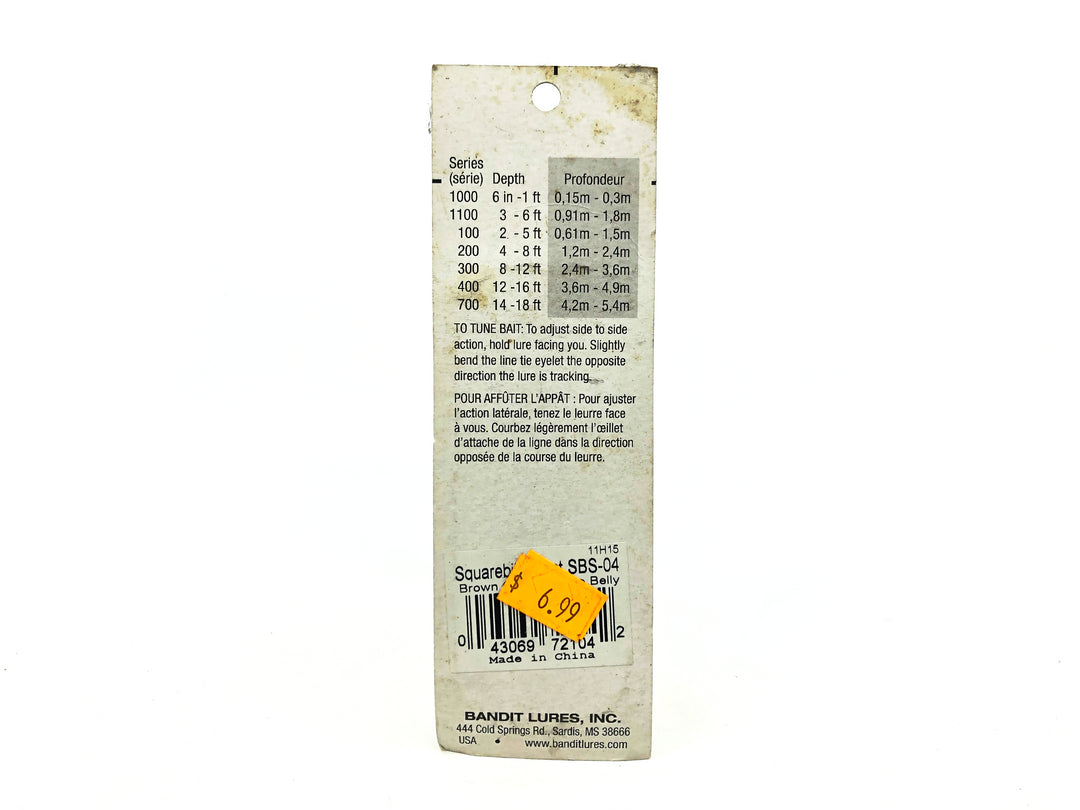 Series
(série) Depth Profondeur
1000 6 in -1 ft 0,15m - 0,3m
1100 3 - 6 ft 0,91m - 1,8m
100 2 - 5 ft 0,61m - 1,5m
200 4 - 8 ft 1,2m - 2,4m
300 8 -12 ft 2,4m - 3,6m
400 12 -16 ft 3,6m - 4,9m
700 14 -18 ft 4,2m - 5,4m
TO TUNE BAIT: To adjust side to side
action, hold lure facing you. Slightly
bend the line tie eyelet the opposite
direction the lure is tracking.
POUR AFFÛTER L'APPÂT : Pour ajuster
l'action latérale, tenez le leurre face
à vous. Courbez légèrement l'œillet
d'attache de la ligne dans la direction
opposée de la course du leurre.
11H15
SBS-04
Brown Belly
$ 6.99
0 43069 72104 2
Made in China
BANDIT LURES, INC.
444 Cold Springs Rd., Sardis, MS 38666
USA www.banditlures.com